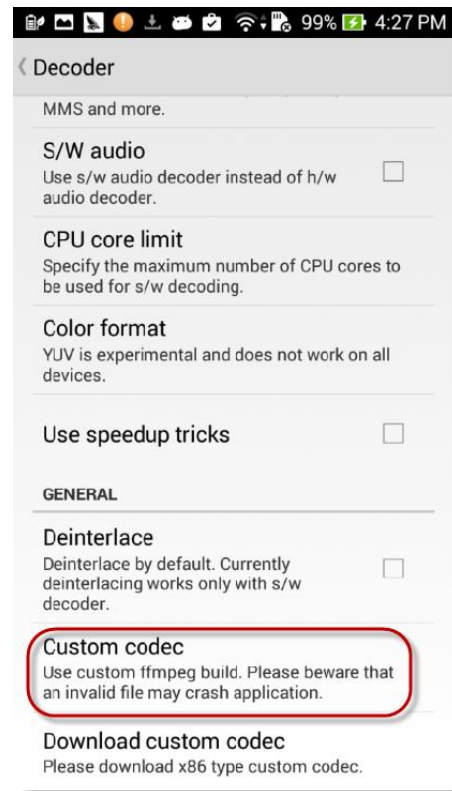 99% 4:27 PM
Decoder
MMS and more.
S/W audio
Use s/w audio decoder instead of h/w
audio decoder.
CPU core limit
Specify the maximum number of CPU cores to
be used for s/w decoding.
Color format
YUV is experimental and does not work on all
devices.
Use speedup tricks
GENERAL
Deinterlace
Deinterlace by default. Currently
deinterlacing works only with s/w
decoder.
Custom codec
Use custom ffmpeg build. Please beware that
an invalid file may crash application.
Download custom codec
Please download x86 type custom codec.